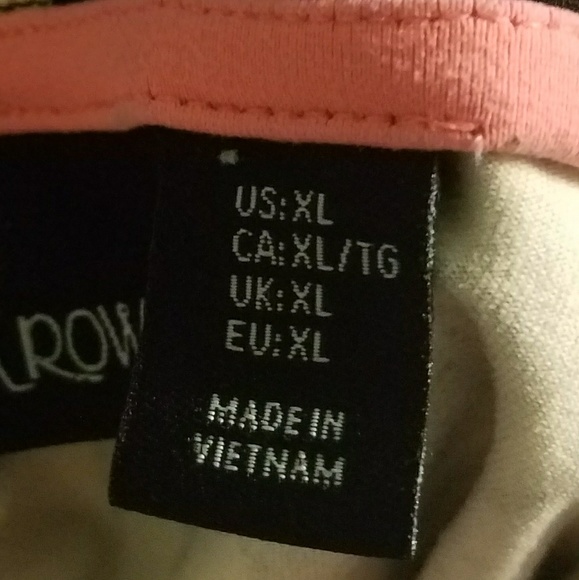 US:XL
CA:XL/TG
UK:XL
EU:XL
MADE IN
VIETNAM